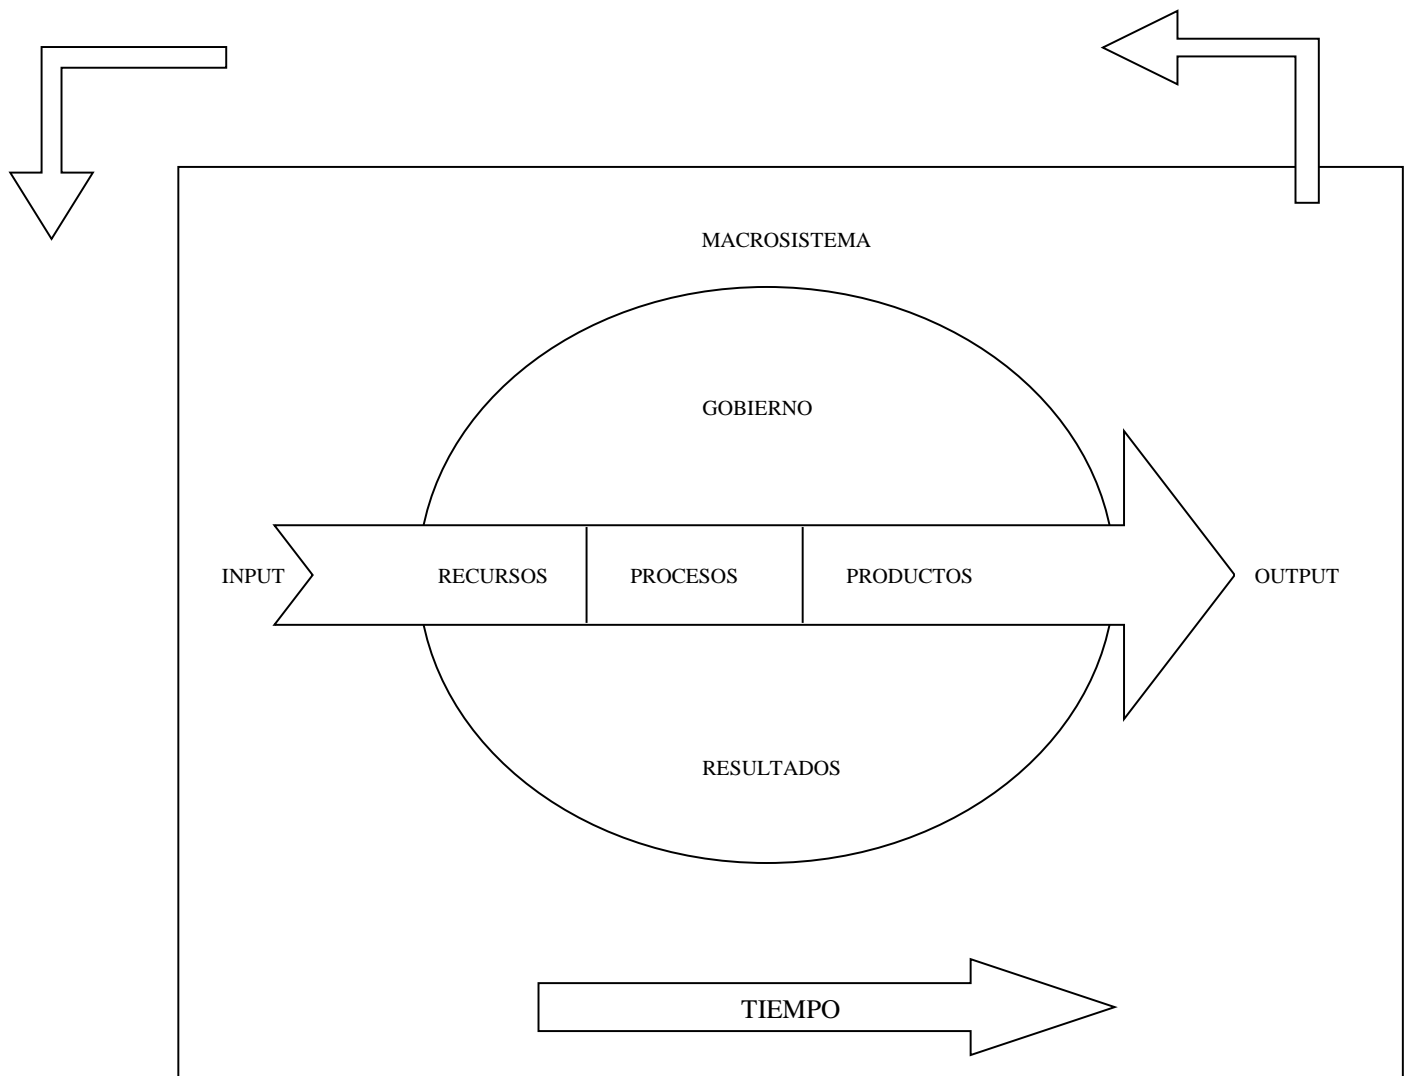 MACROSISTEMA
GOBIERNO
INPUT RECURSOS PROCESOS PRODUCTOS OUTPUT
RESULTADOS
TIEMPO